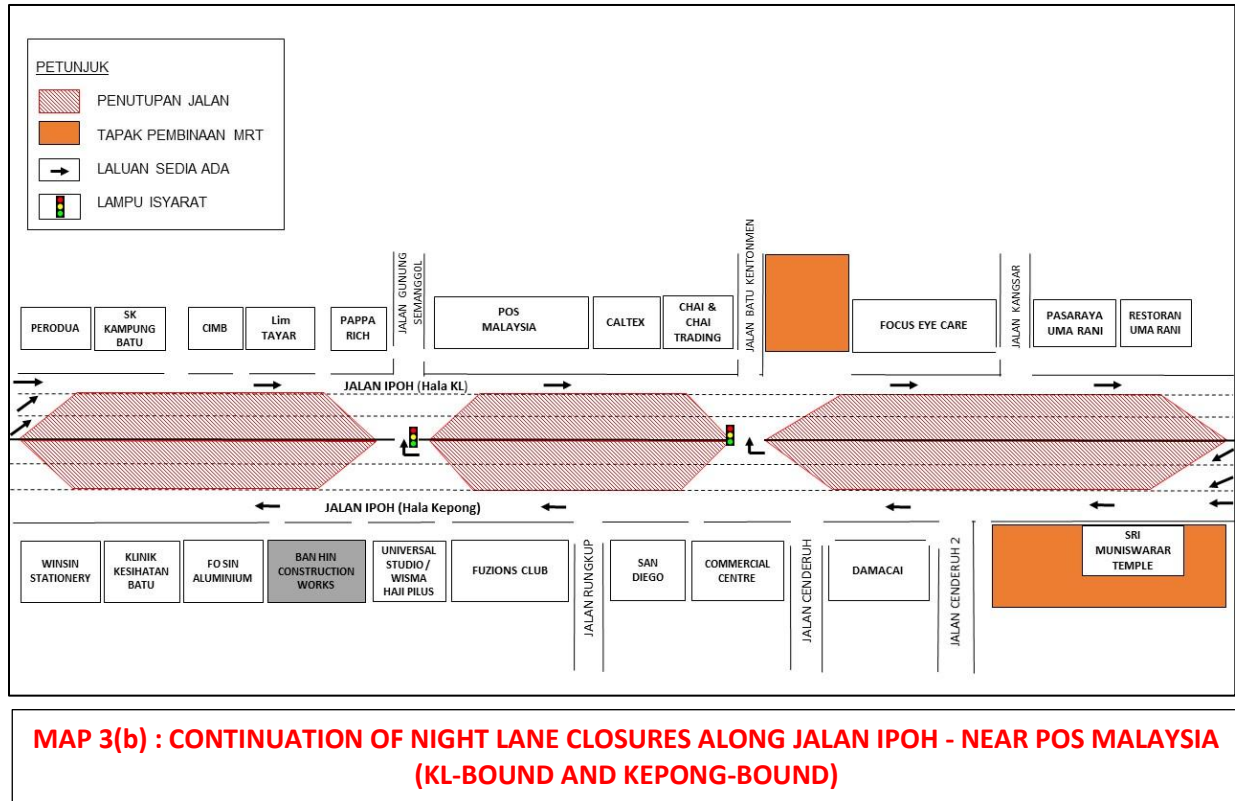 PETUNJUK
PENUTUPAN JALAN
TAPAK PEMBINAAN MRT
LALUAN SEDIA ADA
LAMPU ISYARAT
PERODUA
SK
KAMPUNG
BATU
CIMB
Lim
TAYAR
PAPPA
RICH
JALAN GUNUNG
SEMANGGOL
POS
MALAYSIA
CALTEX
CHAI &
CHAI
TRADING
JALAN BATU KENTONMEN
FOCUS EYE CARE
JALAN KANGSAR
PASARAYA
UMA RANI
RESTORAN
UMA RANI
JALAN IPOH (Hala KL)
JALAN IPOH (Hala Kepong)
WINSIN
STATIONERY
KLINIK
KESIHATAN
BATU
FO SIN
ALUMINIUM
BAN HIN
CONSTRUCTION
WORKS
UNIVERSAL
STUDIO /
WISMA
HAJI PILUS
FUZIONS CLUB
JALAN RUNGKUP
SAN
DIEGO
COMMERCIAL
CENTRE
JALAN CENDERUH
DAMACAI
JALAN CENDERUH 2
SRI
MUNISWARAR
TEMPLE
MAP 3(b) : CONTINUATION OF NIGHT LANE CLOSURES ALONG JALAN IPOH - NEAR POS MALAYSIA
(KL-BOUND AND KEPONG-BOUND)